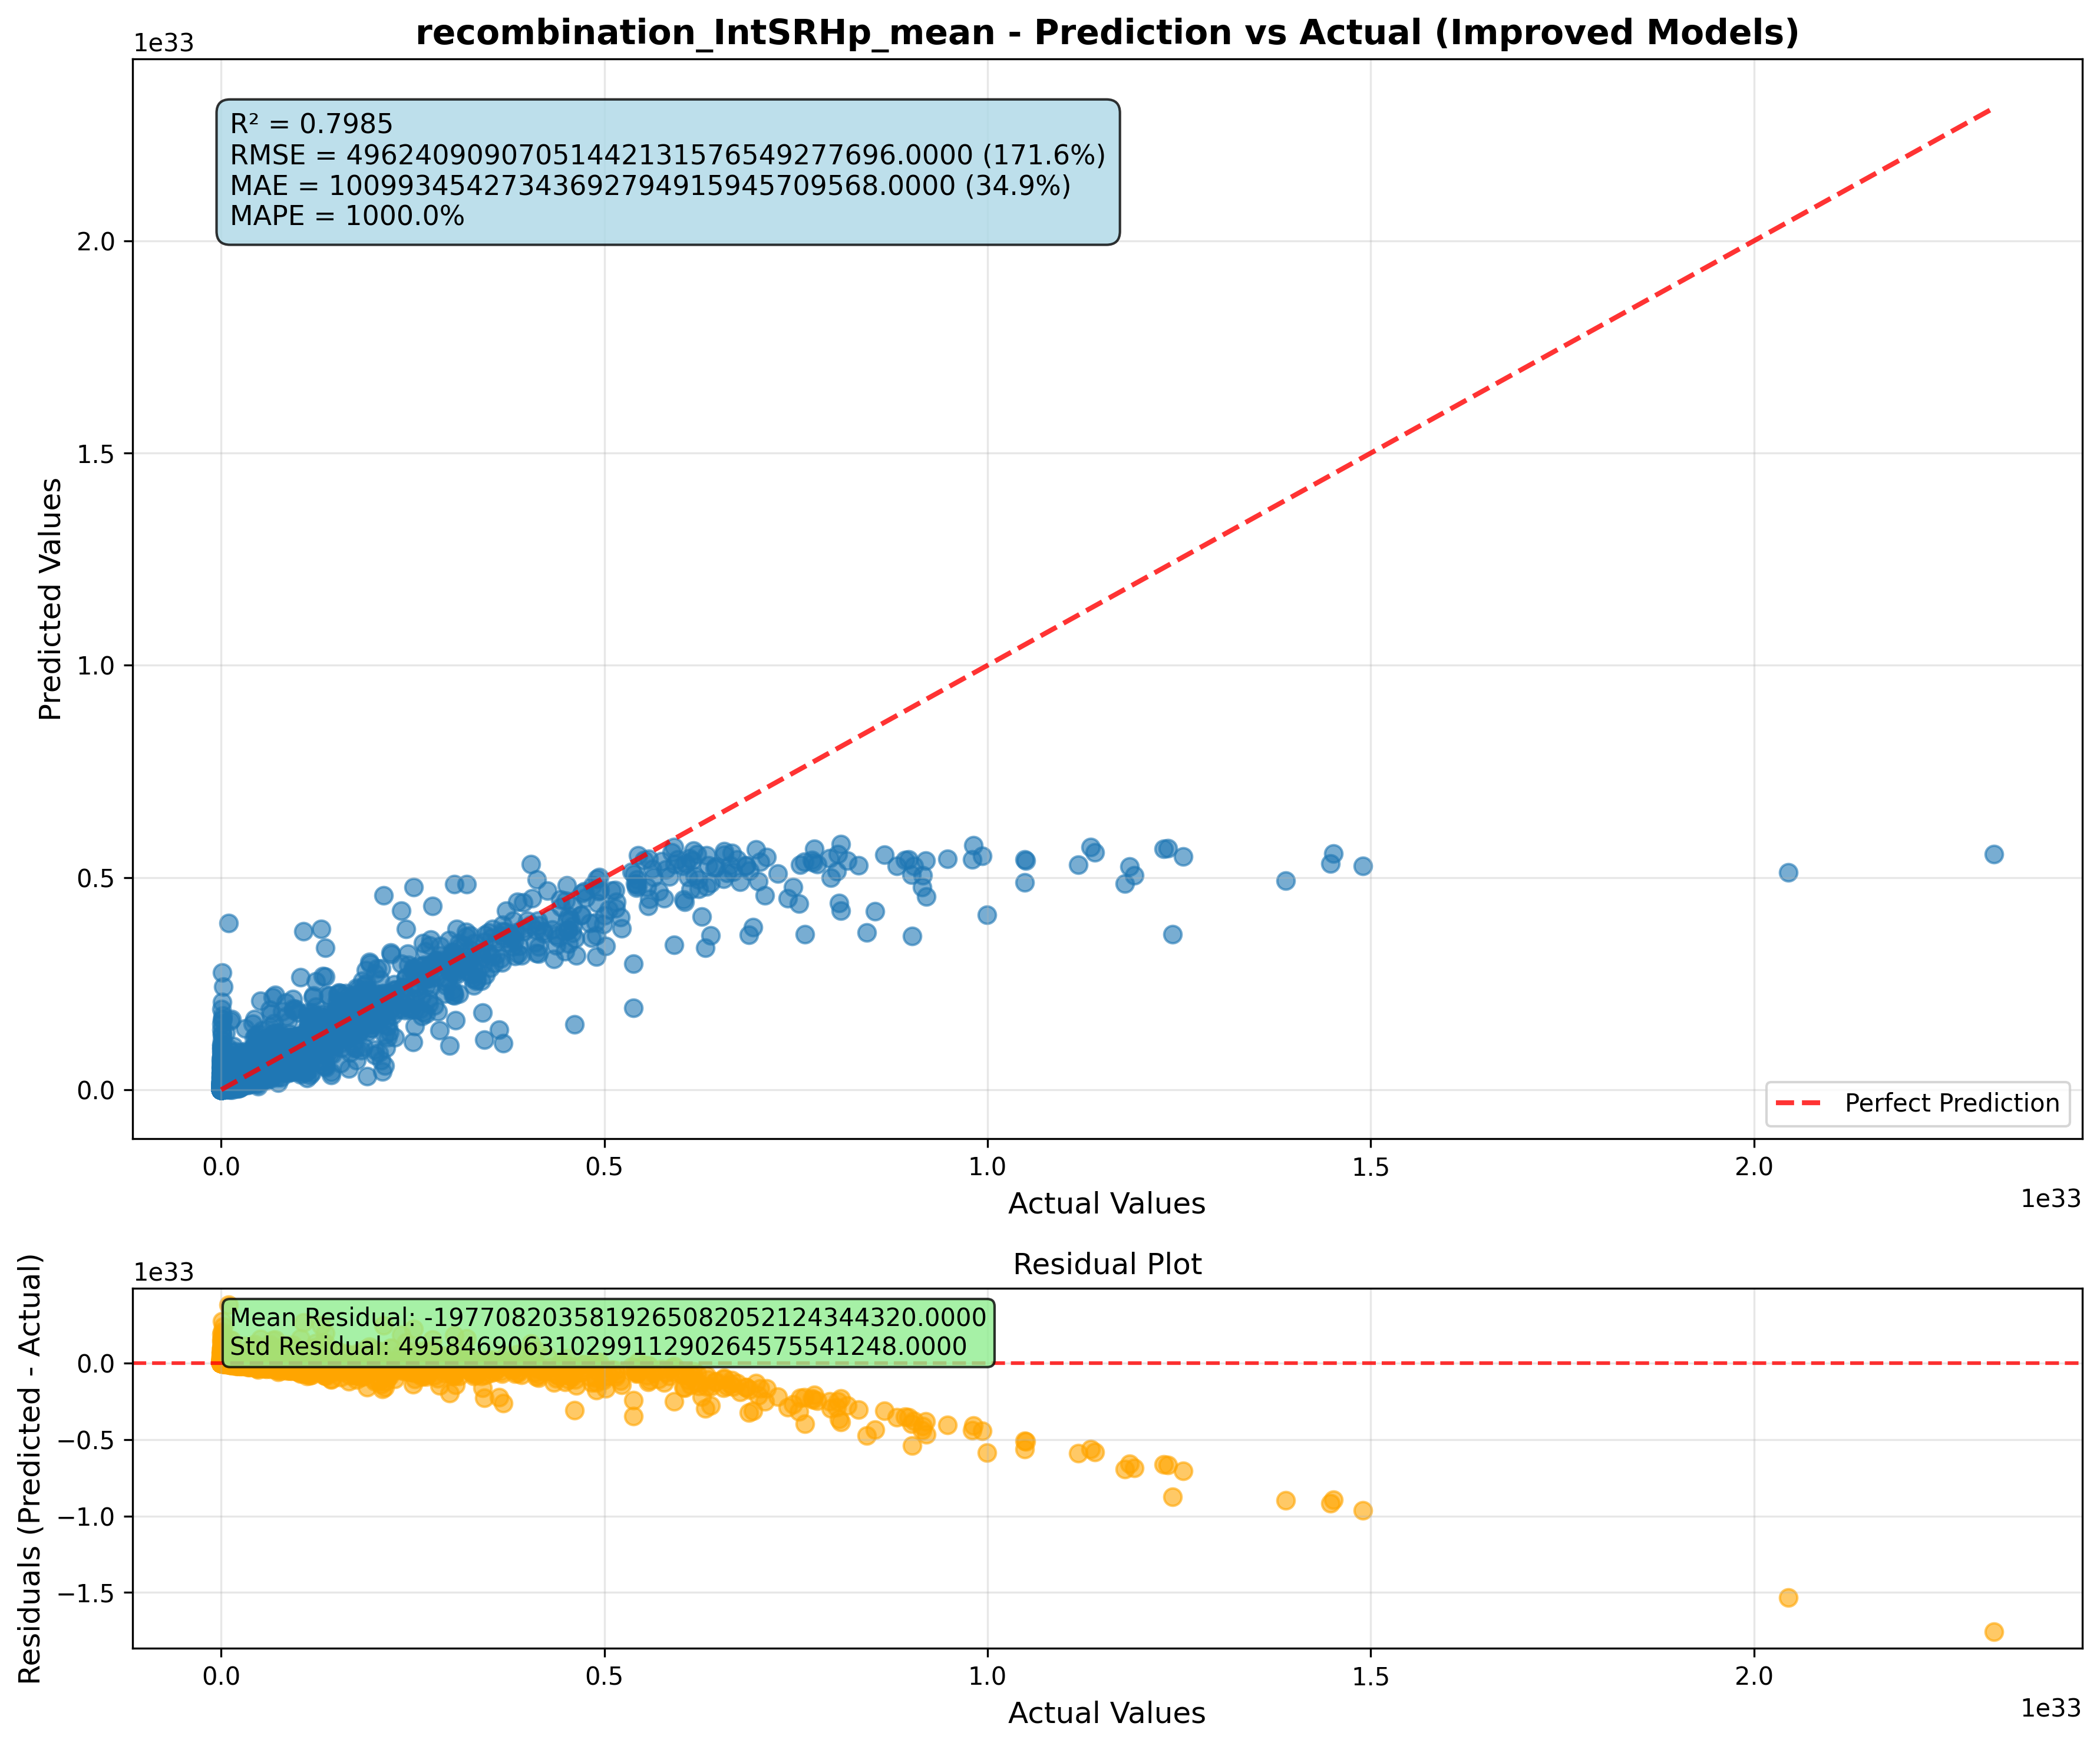 recombination_IntSRHp_mean - Prediction vs Actual (Improved Models)
1e33
R² = 0.7985
RMSE = 49624090907051442131576549277696.0000 (171.6%)
MAE = 10099345427343692794915945709568.0000 (34.9%)
MAPE = 1000.0%
Predicted Values
2.0
1.5
1.0
0.5
0.0
Perfect Prediction
0.0 0.5 1.0 1.5 2.0
Actual Values
1e33
Residual Plot
1e33
Mean Residual: -1977082035819265082052124344320.0000
Std Residual: 49584690631029911290264575541248.0000
Residuals (Predicted - Actual)
0.0
−0.5
−1.0
−1.5
0.0 0.5 1.0 1.5 2.0
Actual Values
1e33